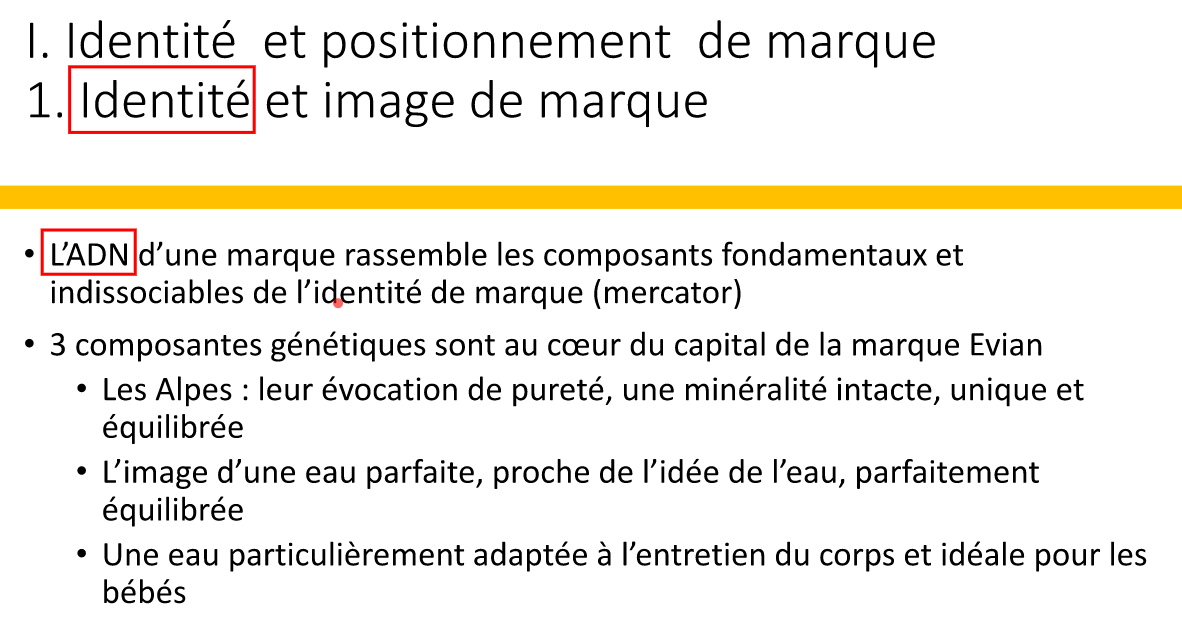 I. Identité et positionnement de marque
1. Identité et image de marque
• L’ADN d’une marque rassemble les composants fondamentaux et
indissociables de l’identité de marque (mercator)
• 3 composantes génétiques sont au cœur du capital de la marque Evian
• Les Alpes : leur évocation de pureté, une minéralité intacte, unique et
équilibrée
• L’image d’une eau parfaite, proche de l’idée de l’eau, parfaitement
équilibrée
• Une eau particulièrement adaptée à l’entretien du corps et idéale pour les
bébés